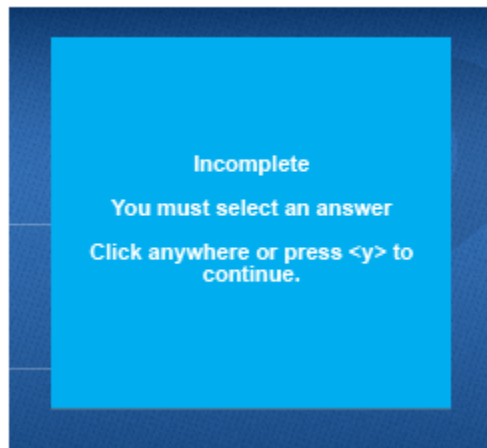 Incomplete
You must select an answer
Click anywhere or press <y> to
continue.